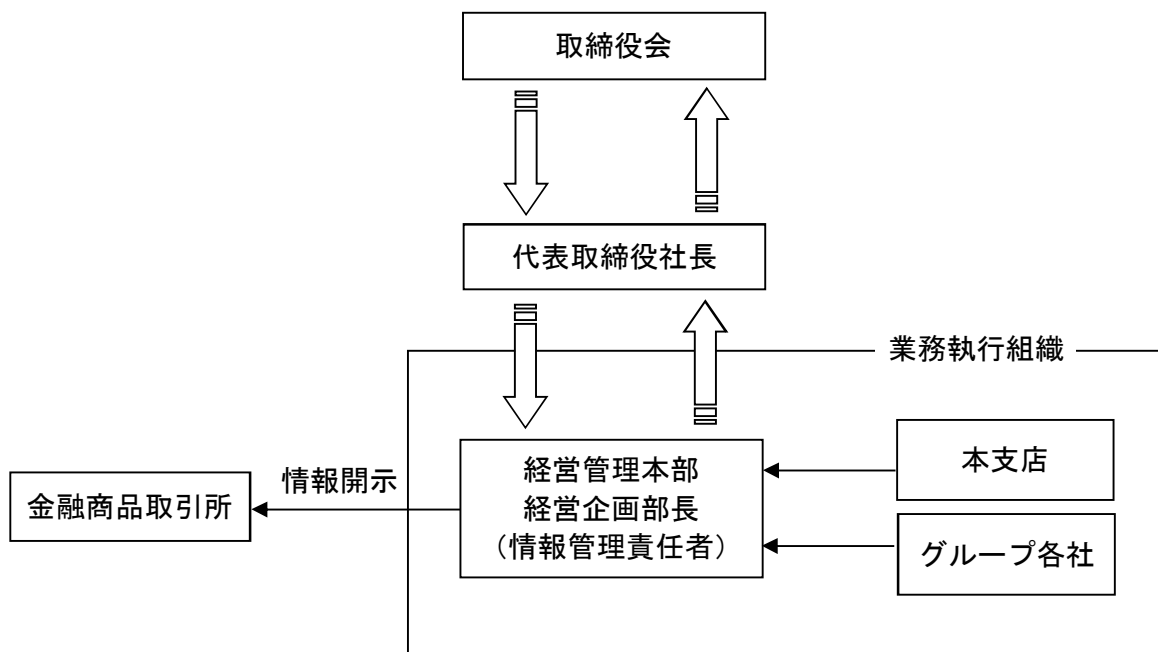 取締役会
代表取締役社長
業務執行組織
本支店
経営管理本部
経営企画部長
（情報管理責任者）
情報開示
金融商品取引所
グループ各社